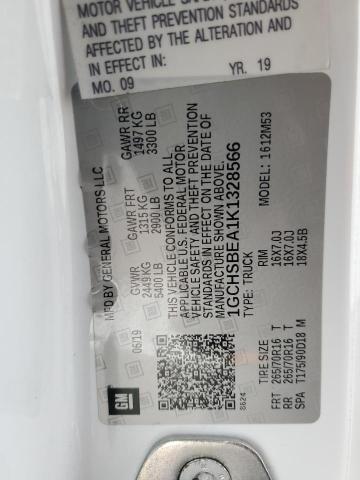 MOTOR VEHICLE
AND THEFT PREVENTION STANDARDS
AFFECTED BY THE ALTERATION AND
IN EFFECT IN:
MO. 09 YR. 19
MFD BY GENERAL MOTORS LLC
06/19 GVWR GAWR FRT GAWR RR
2449 KG 1315 KG 1497 KG
5400 LB 2900 LB 3300 LB
THIS VEHICLE CONFORMS TO ALL
APPLICABLE U.S. FEDERAL MOTOR
VEHICLE SAFETY AND THEFT PREVENTION
STANDARDS IN EFFECT ON THE DATE OF
MANUFACTURE SHOWN ABOVE.
1GCHSBEA1K1328566
TYPE: TRUCK MODEL: 1612M53
8624
TIRE SIZE RIM
FRT 265/70R16 T 16X7.0J
RR 265/70R16 T 16X7.0J
SPA T175/90D18 M 18X4.5B
GM